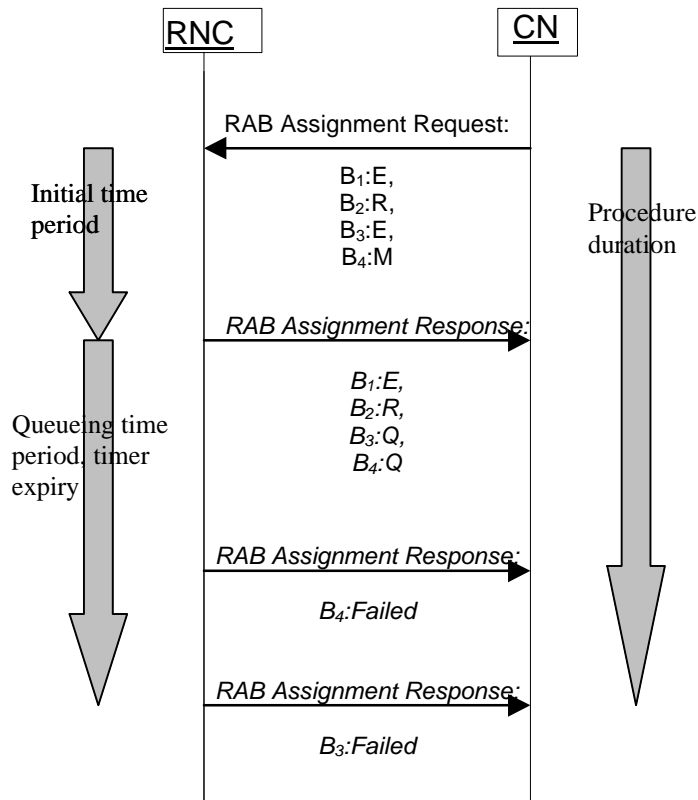 RNC
CN
RAB Assignment Request:
B₁:E,
B₂:R,
B₃:E,
B₄:M
Initial time
period
Procedure
duration
RAB Assignment Response:
B₁:E,
B₂:R,
B₃:Q,
B₄:Q
Queueing time
period, timer
expiry
RAB Assignment Response:
B₄:Failed
RAB Assignment Response:
B₃:Failed